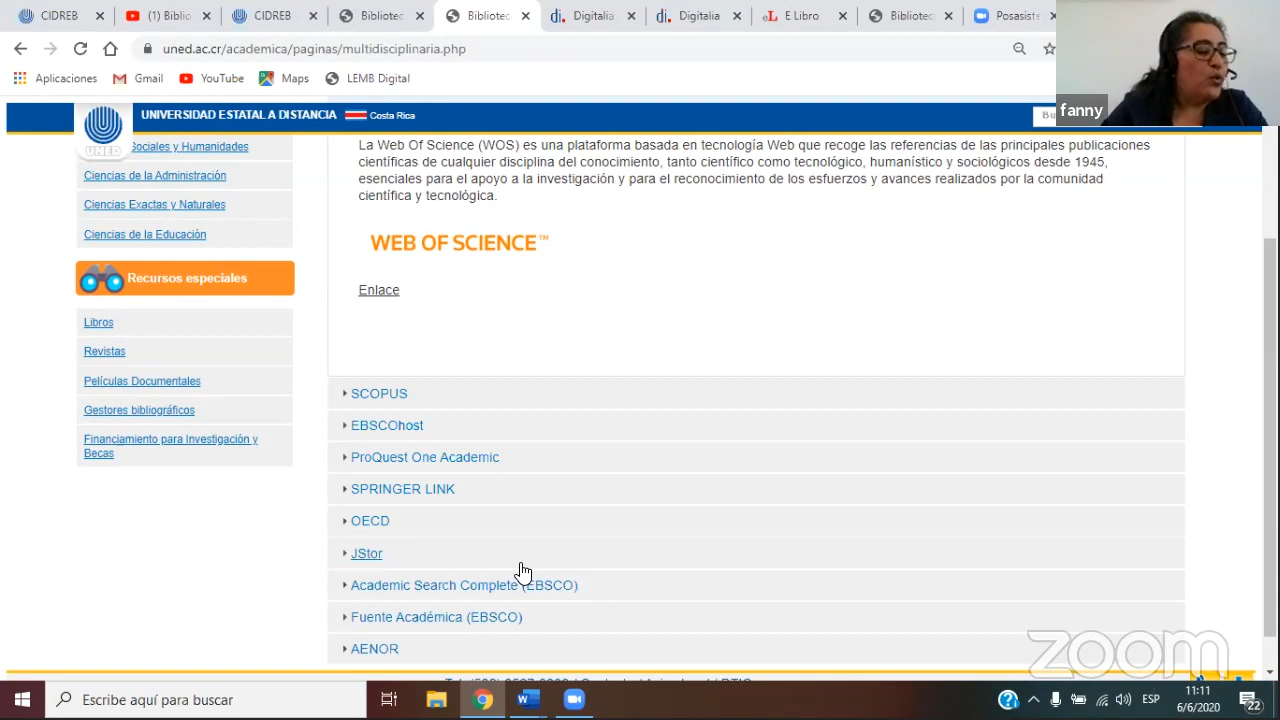 CIDREB
(1) Biblio
CIDREB
Bibliotec
Bibliotec
di. Digitalia
di. Digitalia
eL E Libro
Bibliotec
Posasiste
uned.ac.cr/academica/paginas/multidisciplinaria.php
Aplicaciones
Gmail
YouTube
Maps
LEMB Digital
fanny
UNED
UNIVERSIDAD ESTATAL A DISTANCIA
Costa Rica
Bu
Sociales y Humanidades
Ciencias de la Administración
Ciencias Exactas y Naturales
Ciencias de la Educación
Recursos especiales
Libros
Revistas
Películas Documentales
Gestores bibliográficos
Financiamiento para Investigación y
Becas
La Web Of Science (WOS) es una plataforma basada en tecnología Web que recoge las referencias de las principales publicaciones
científicas de cualquier disciplina del conocimiento, tanto científico como tecnológico, humanístico y sociológicos desde 1945,
esenciales para el apoyo a la investigación y para el reconocimiento de los esfuerzos y avances realizados por la comunidad
científica y tecnológica.
WEB OF SCIENCE™
Enlace
SCOPUS
EBSCOhost
ProQuest One Academic
SPRINGER LINK
OECD
JStor
Academic Search Complete (EBSCO)
Fuente Académica (EBSCO)
AENOR
zoom
Escribe aquí para buscar
ESP
11:11
6/6/2020
22